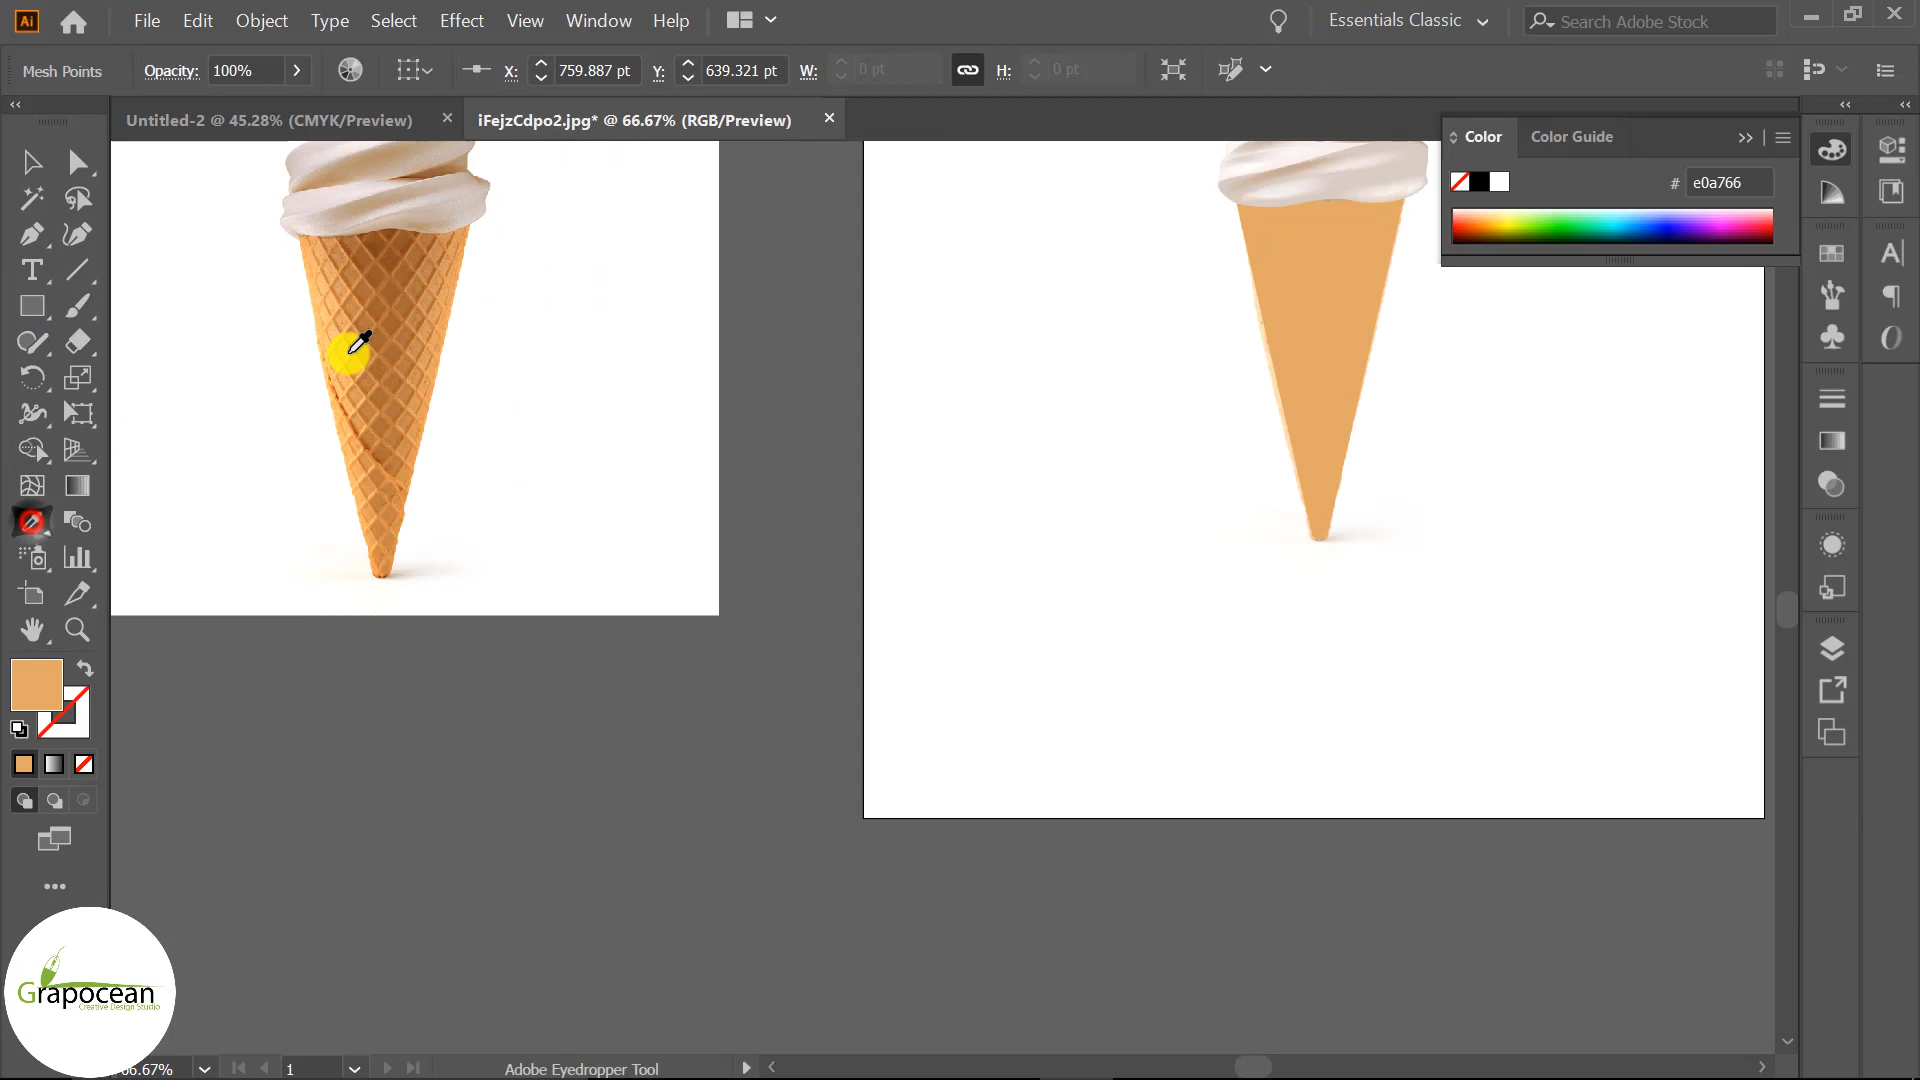 Ai File Edit Object Type Select Effect View Window Help Essentials Classic Search Adobe Stock
Mesh Points Opacity: 100% X: 759.887 pt Y: 639.321 pt W: 0 pt H: 0 pt
Untitled-2 @ 45.28% (CMYK/Preview) iFejzCdpo2.jpg* @ 66.67% (RGB/Preview)
Color Color Guide
# e0a766
Grapocean
Creative Design Studio
66.67% 1 Adobe Eyedropper Tool